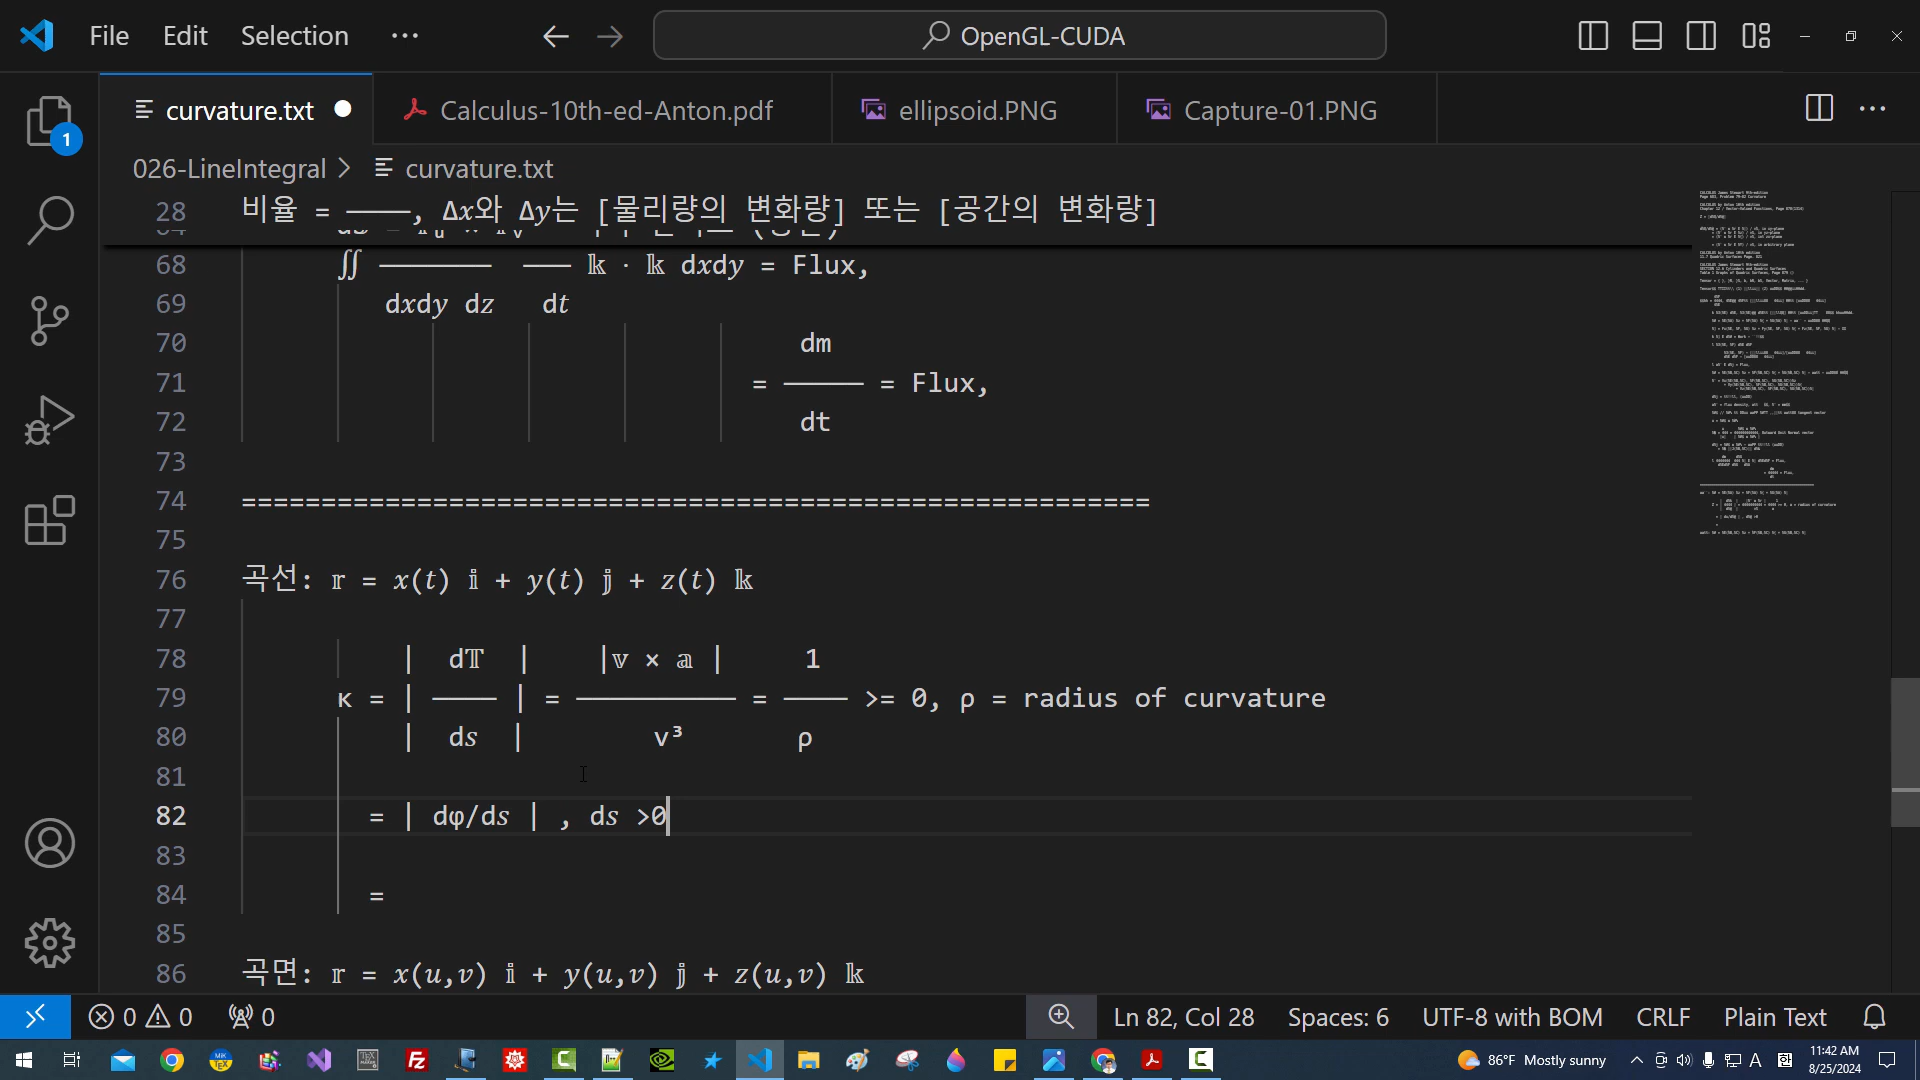 File Edit Selection ···
OpenGL-CUDA
curvature.txt
Calculus-10th-ed-Anton.pdf
ellipsoid.PNG
Capture-01.PNG
1
026-LineIntegral > curvature.txt
28 비율 = ────, Δx와 Δy는 [물리량의 변화량] 또는 [공간의 변화량]
68 ∬ ─────── ─── 𝕜 · 𝕜 dxdy = Flux,
69 dxdy dz dt
70 dm
71 = ───── = Flux,
72 dt
73
74 =========================================================
75
76 곡선: 𝕣 = x(t) 𝕚 + y(t) 𝕛 + z(t) 𝕜
77
78 | d𝕋 | |𝕧 × 𝕒 | 1
79 κ = | ──── | = ────────── = ──── >= 0, ρ = radius of curvature
80 | ds | v³ ρ
81
82 = | dφ/ds | , ds >0
83
84 =
85
86 곡면: 𝕣 = x(u,v) 𝕚 + y(u,v) 𝕛 + z(u,v) 𝕜
0 0 0 Ln 82, Col 28 Spaces: 6 UTF-8 with BOM CRLF Plain Text
86°F Mostly sunny A 한 11:42 AM
8/25/2024